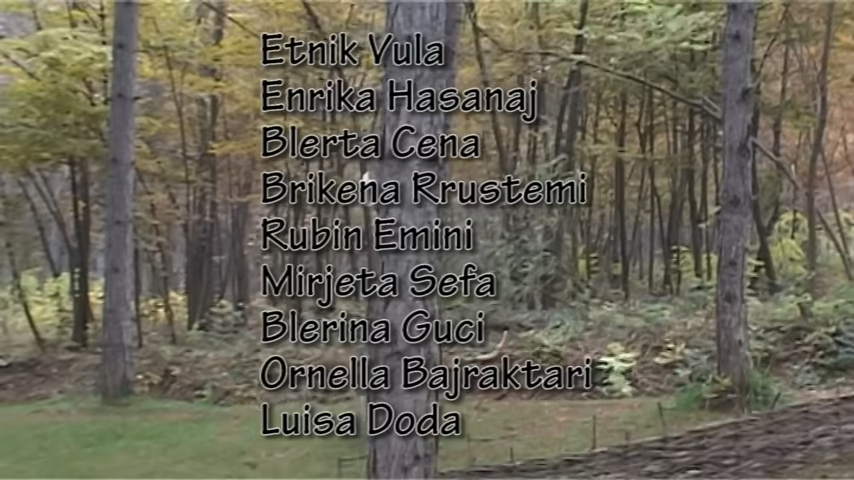 Etnik Vula
Enrika Hasanaj
Blerta Cena
Brikena Rrustemi
Rubin Emini
Mirjeta Sefa
Blerina Guci
Ornella Bajraktari
Luisa Doda